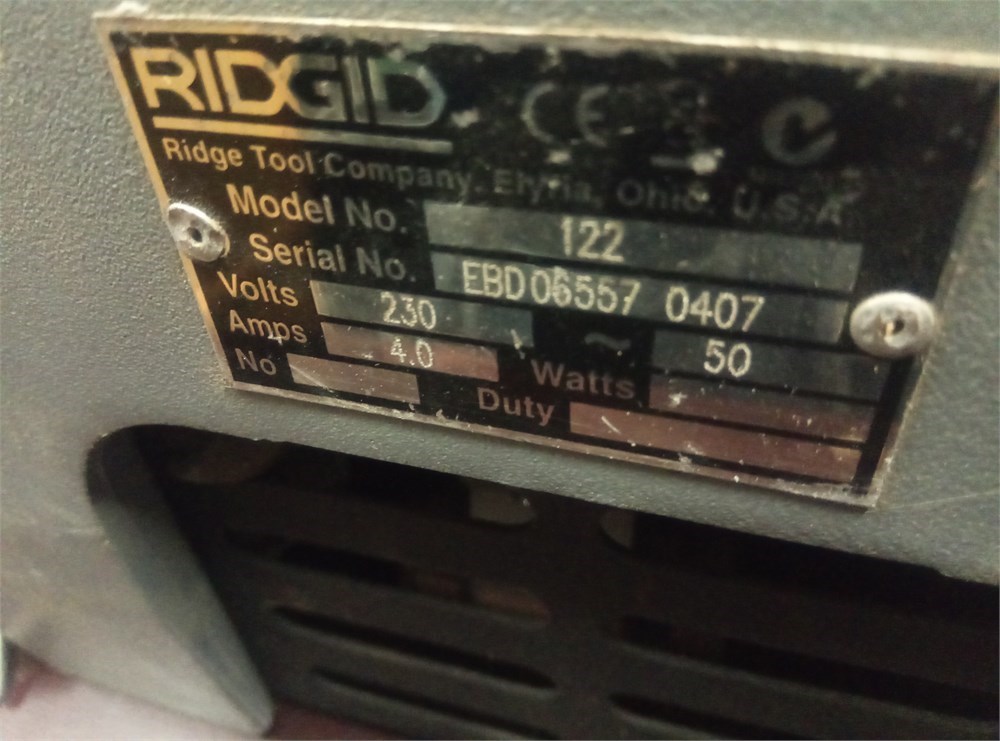 RIDGID CE
Ridge Tool Company, Elyria, Ohio, U.S.A
Model No. 122
Serial No. EBD06557 0407
Volts 230 ~ 50
Amps 4.0 Watts
No Duty